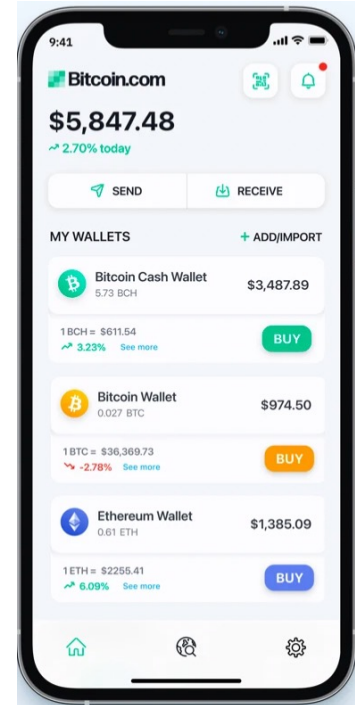 9:41
Bitcoin.com
$5,847.48
2.70% today
SEND
RECEIVE
MY WALLETS
+ ADD/IMPORT
Bitcoin Cash Wallet
5.73 BCH
$3,487.89
1 BCH = $611.54
3.23% See more
BUY
Bitcoin Wallet
0.027 BTC
$974.50
1 BTC = $36,369.73
-2.78% See more
BUY
Ethereum Wallet
0.61 ETH
$1,385.09
1 ETH = $2255.41
6.09% See more
BUY